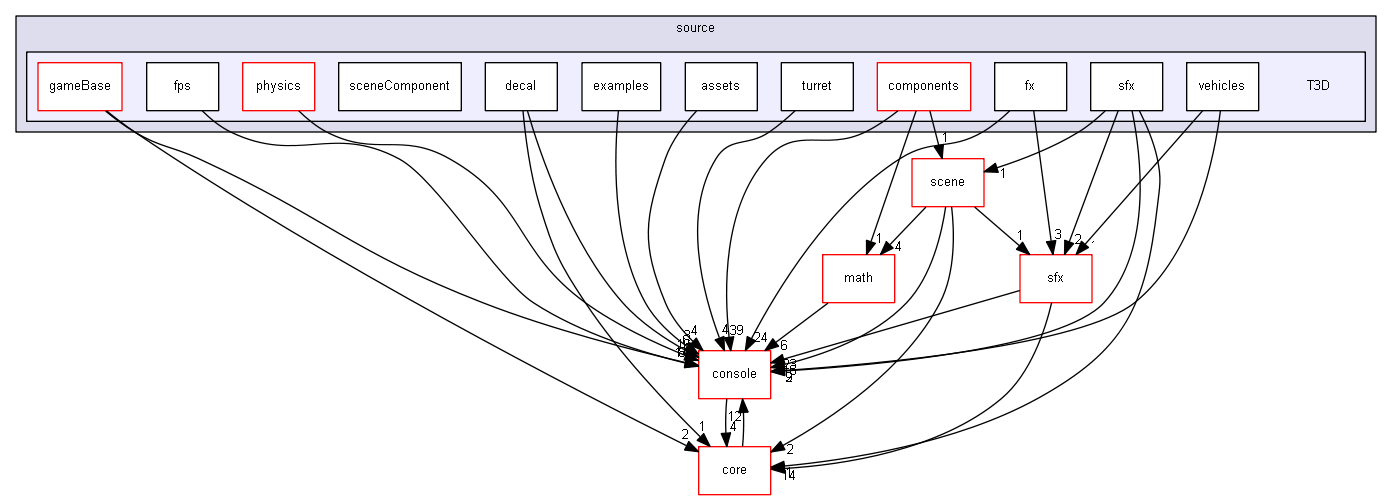 source
gameBase
fps
physics
sceneComponent
decal
examples
assets
turret
components
fx
sfx
vehicles
T3D
1
1
scene
1
4
1
3
2
math
sfx
4
4
39
24
6
console
12
4
1
2
2
14
core